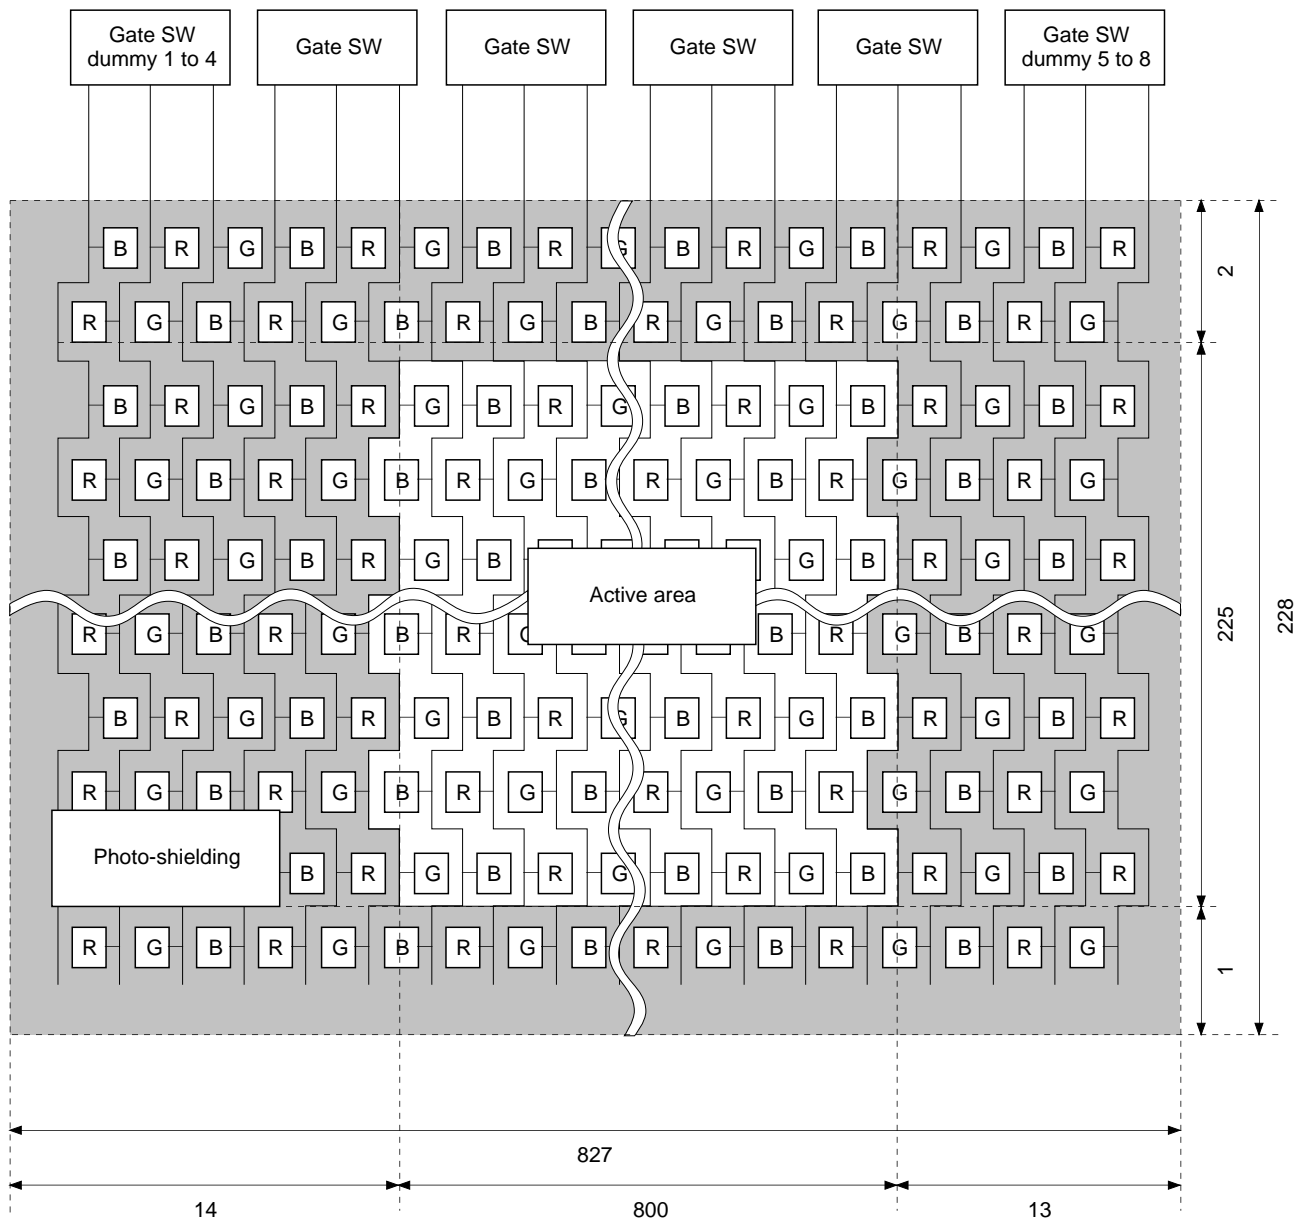 Gate SW
dummy 1 to 4
Gate SW
Gate SW
Gate SW
Gate SW
Gate SW
dummy 5 to 8
B R G B R G B R G B R G B R G B R
2
R G B R G B R G B R G B R G B R G
B R G B R G B R G B R G B R G B R
R G B R G B R G B R G B R G B R G
B R G B R G B G B R G B R
Active area
225
228
R G B R G B R B R G B R G
B R G B R G B R G B R G B R G B R
R G B R G B R G B R G B R G B R G
Photo-shielding
B R G B R G B R G B R G B R
R G B R G B R G B R G B R G B R G
1
827
14
800
13